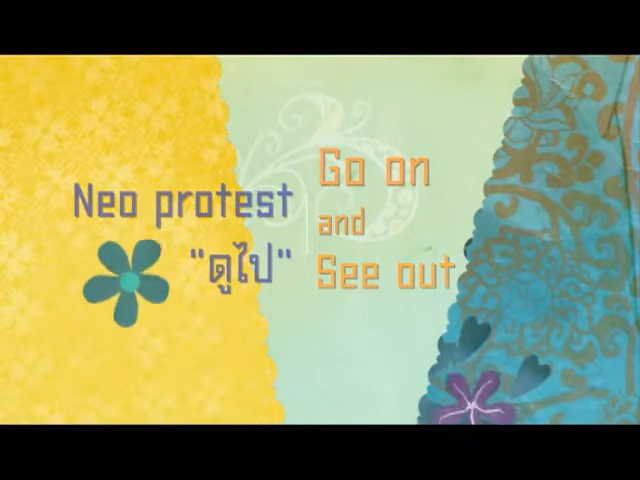 Neo protest
"ดูไป"
Go on
and
See out